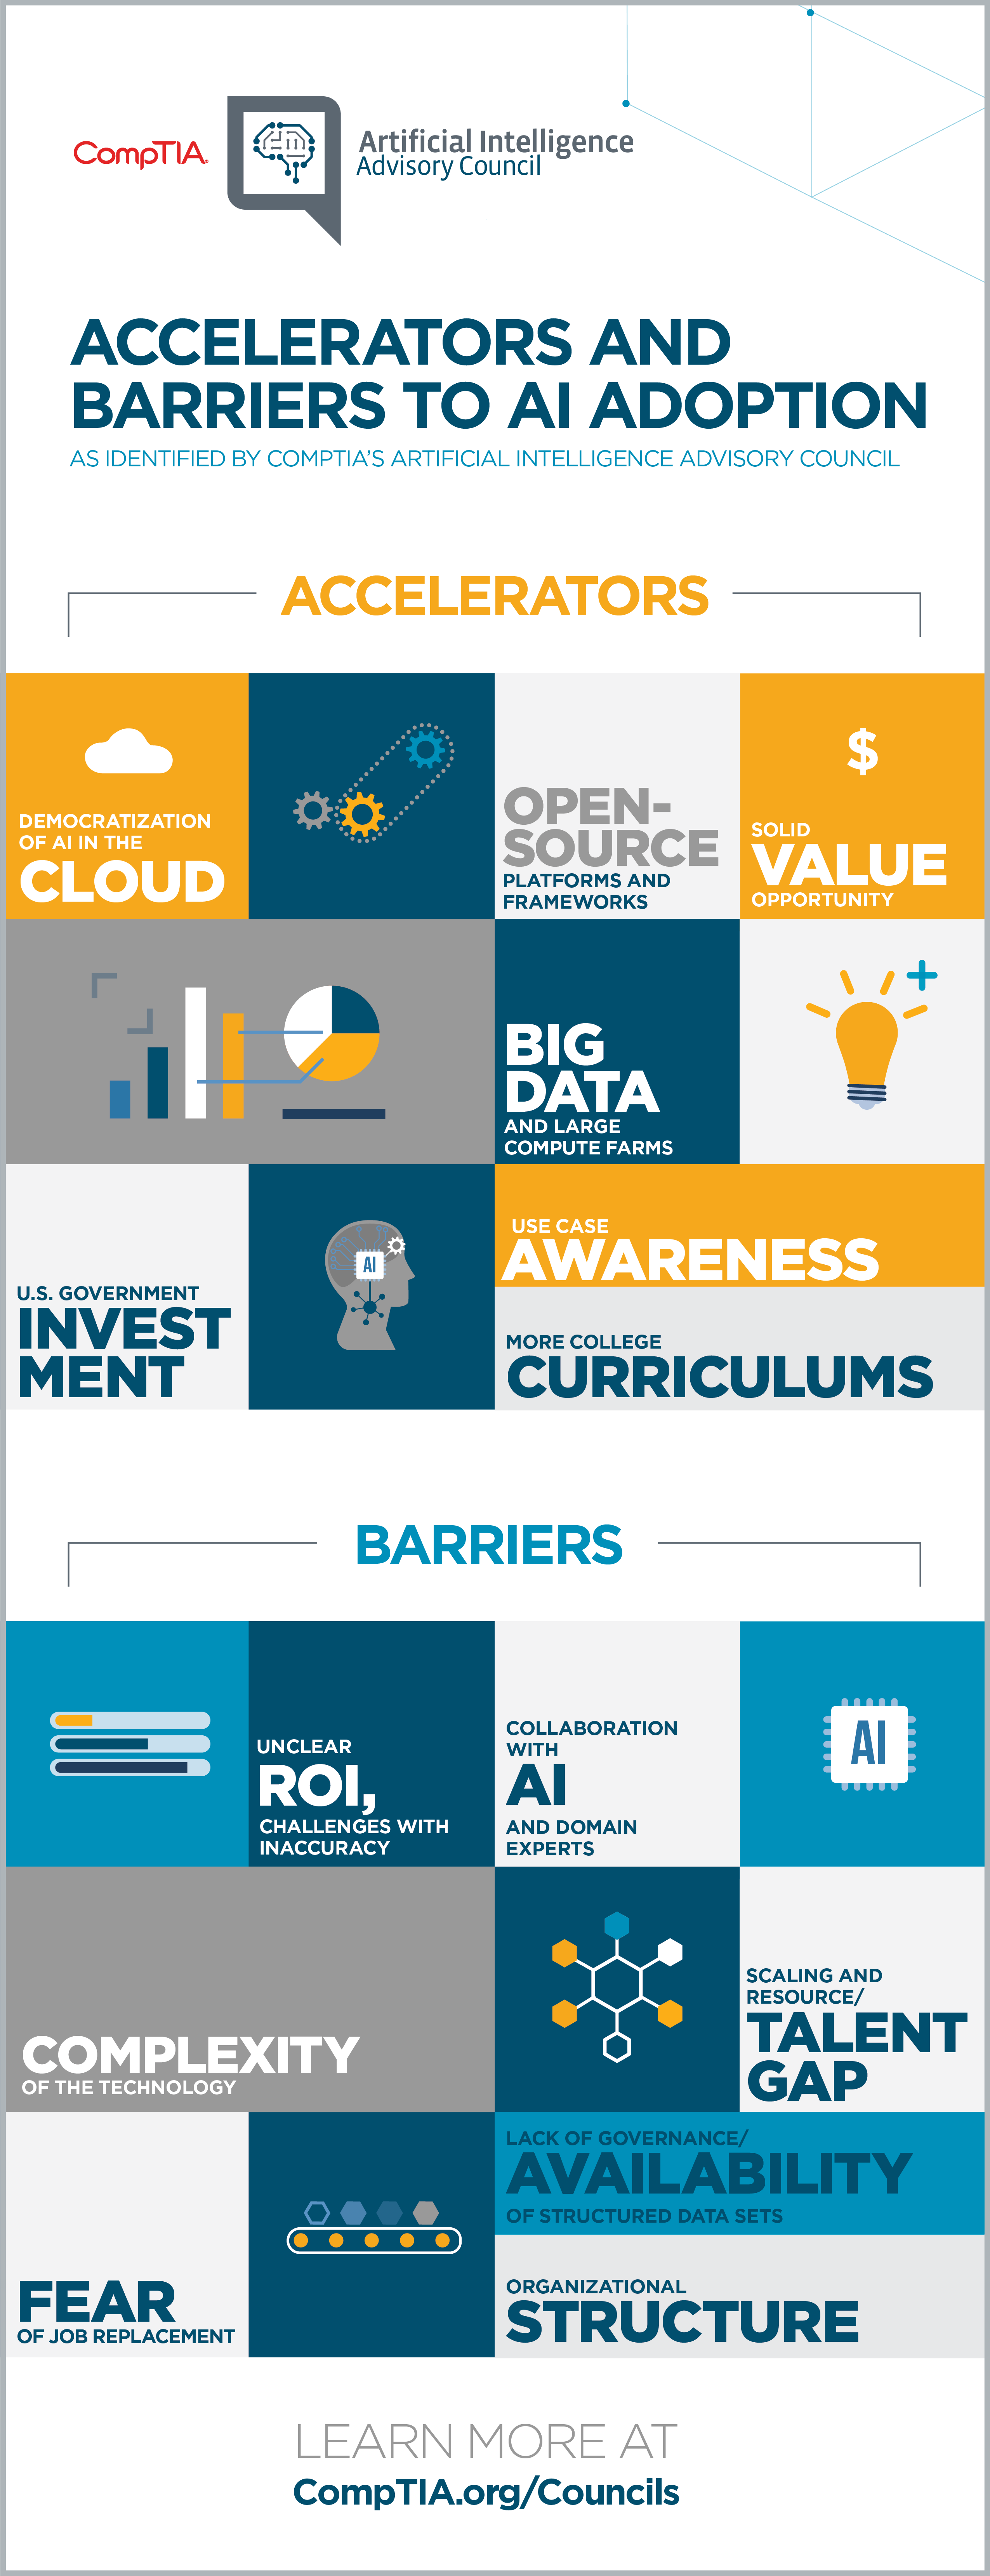 CompTIA.
Artificial Intelligence
Advisory Council
ACCELERATORS AND
BARRIERS TO AI ADOPTION
AS IDENTIFIED BY COMPTIA'S ARTIFICIAL INTELLIGENCE ADVISORY COUNCIL
ACCELERATORS
DEMOCRATIZATION
OF AI IN THE
CLOUD
OPEN-
SOURCE
PLATFORMS AND
FRAMEWORKS
$
SOLID
VALUE
OPPORTUNITY
BIG
DATA
AND LARGE
COMPUTE FARMS
U.S. GOVERNMENT
INVEST
MENT
AI
USE CASE
AWARENESS
MORE COLLEGE
CURRICULUMS
BARRIERS
UNCLEAR
ROI,
CHALLENGES WITH
INACCURACY
COLLABORATION
WITH
AI
AND DOMAIN
EXPERTS
AI
COMPLEXITY
OF THE TECHNOLOGY
SCALING AND
RESOURCE/
TALENT
GAP
FEAR
OF JOB REPLACEMENT
LACK OF GOVERNANCE/
AVAILABILITY
OF STRUCTURED DATA SETS
ORGANIZATIONAL
STRUCTURE
LEARN MORE AT
CompTIA.org/Councils